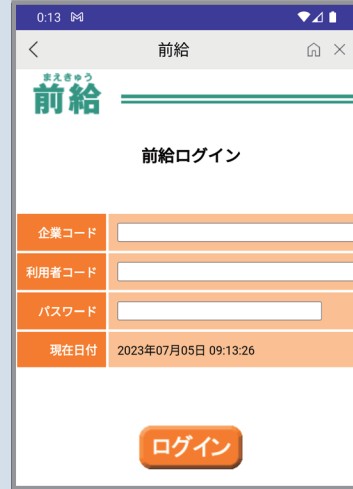 0:13
前給
まえきゅう
前給
前給ログイン
企業コード
利用者コード
パスワード
現在日付 2023年07月05日 09:13:26
ログイン